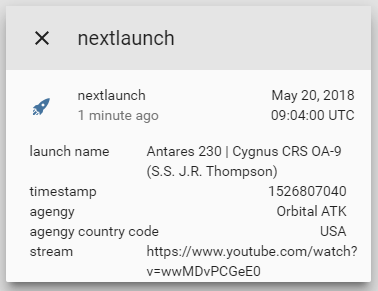 nextlaunch
nextlaunch May 20, 2018
1 minute ago 09:04:00 UTC
launch name Antares 230 | Cygnus CRS OA-9
(S.S. J.R. Thompson)
timestamp 1526807040
agengy Orbital ATK
agengy country code USA
stream https://www.youtube.com/watch?
v=wwMDvPCGeE0